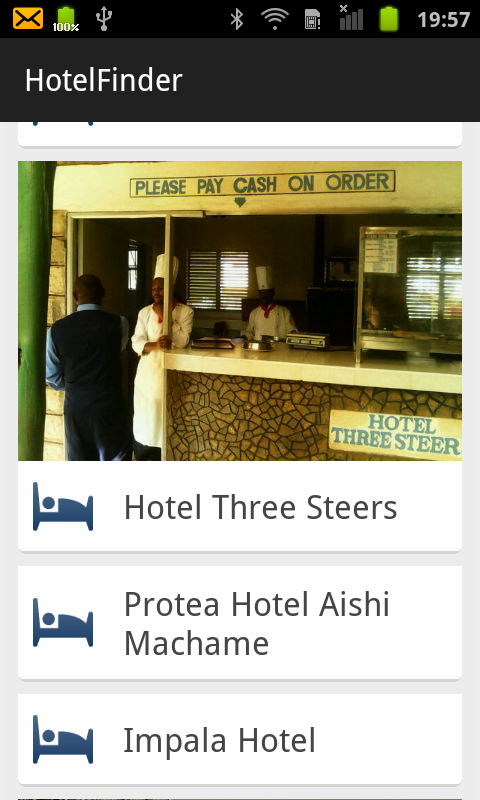 100%
19:57
HotelFinder
PLEASE PAY CASH ON ORDER
HOTEL
THREE STEER
Hotel Three Steers
Protea Hotel Aishi
Machame
Impala Hotel